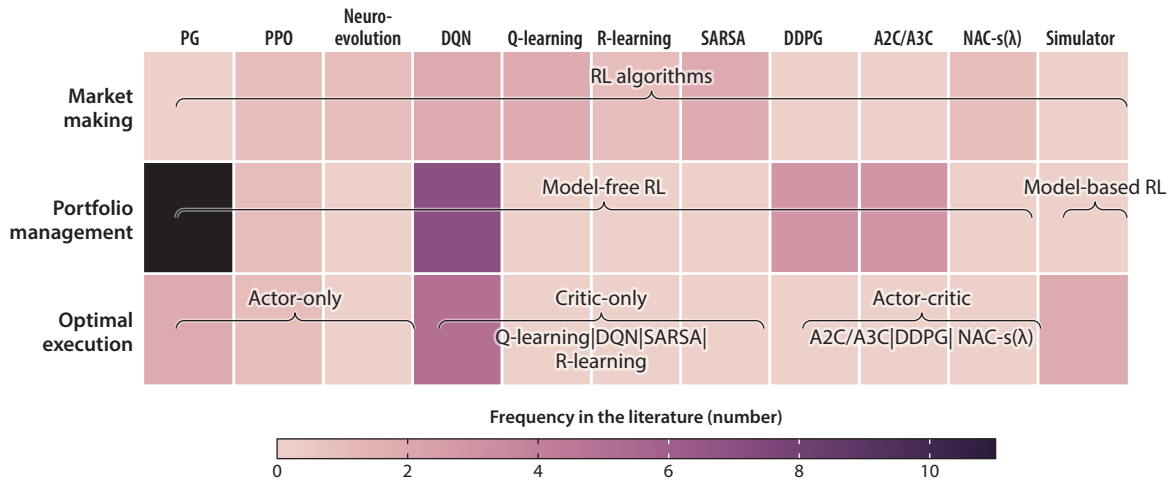 Neuro-
PG PPO evolution DQN Q-learning R-learning SARSA DDPG A2C/A3C NAC-s(λ) Simulator
RL algorithms
Market
making
Model-free RL Model-based RL
Portfolio
management
Actor-only Critic-only Actor-critic
Optimal
execution
Q-learning|DQN|SARSA| A2C/A3C|DDPG| NAC-s(λ)
R-learning
Frequency in the literature (number)
0 2 4 6 8 10